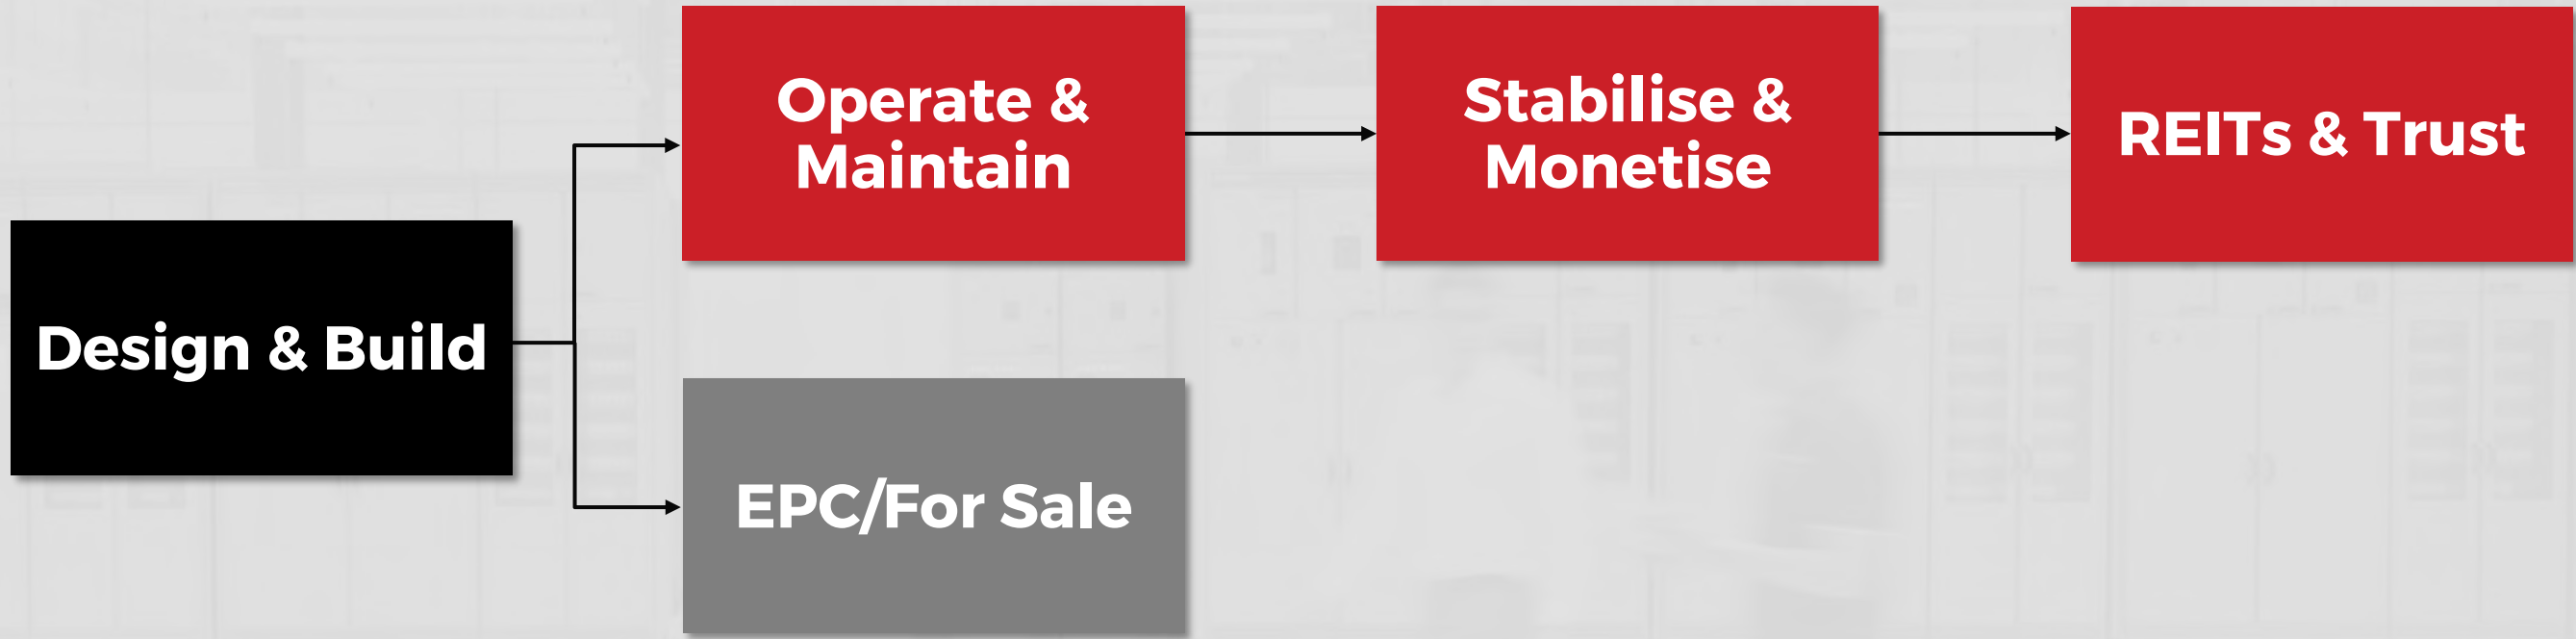 Operate &
Maintain
Stabilise &
Monetise
REITs & Trust
Design & Build
EPC/For Sale